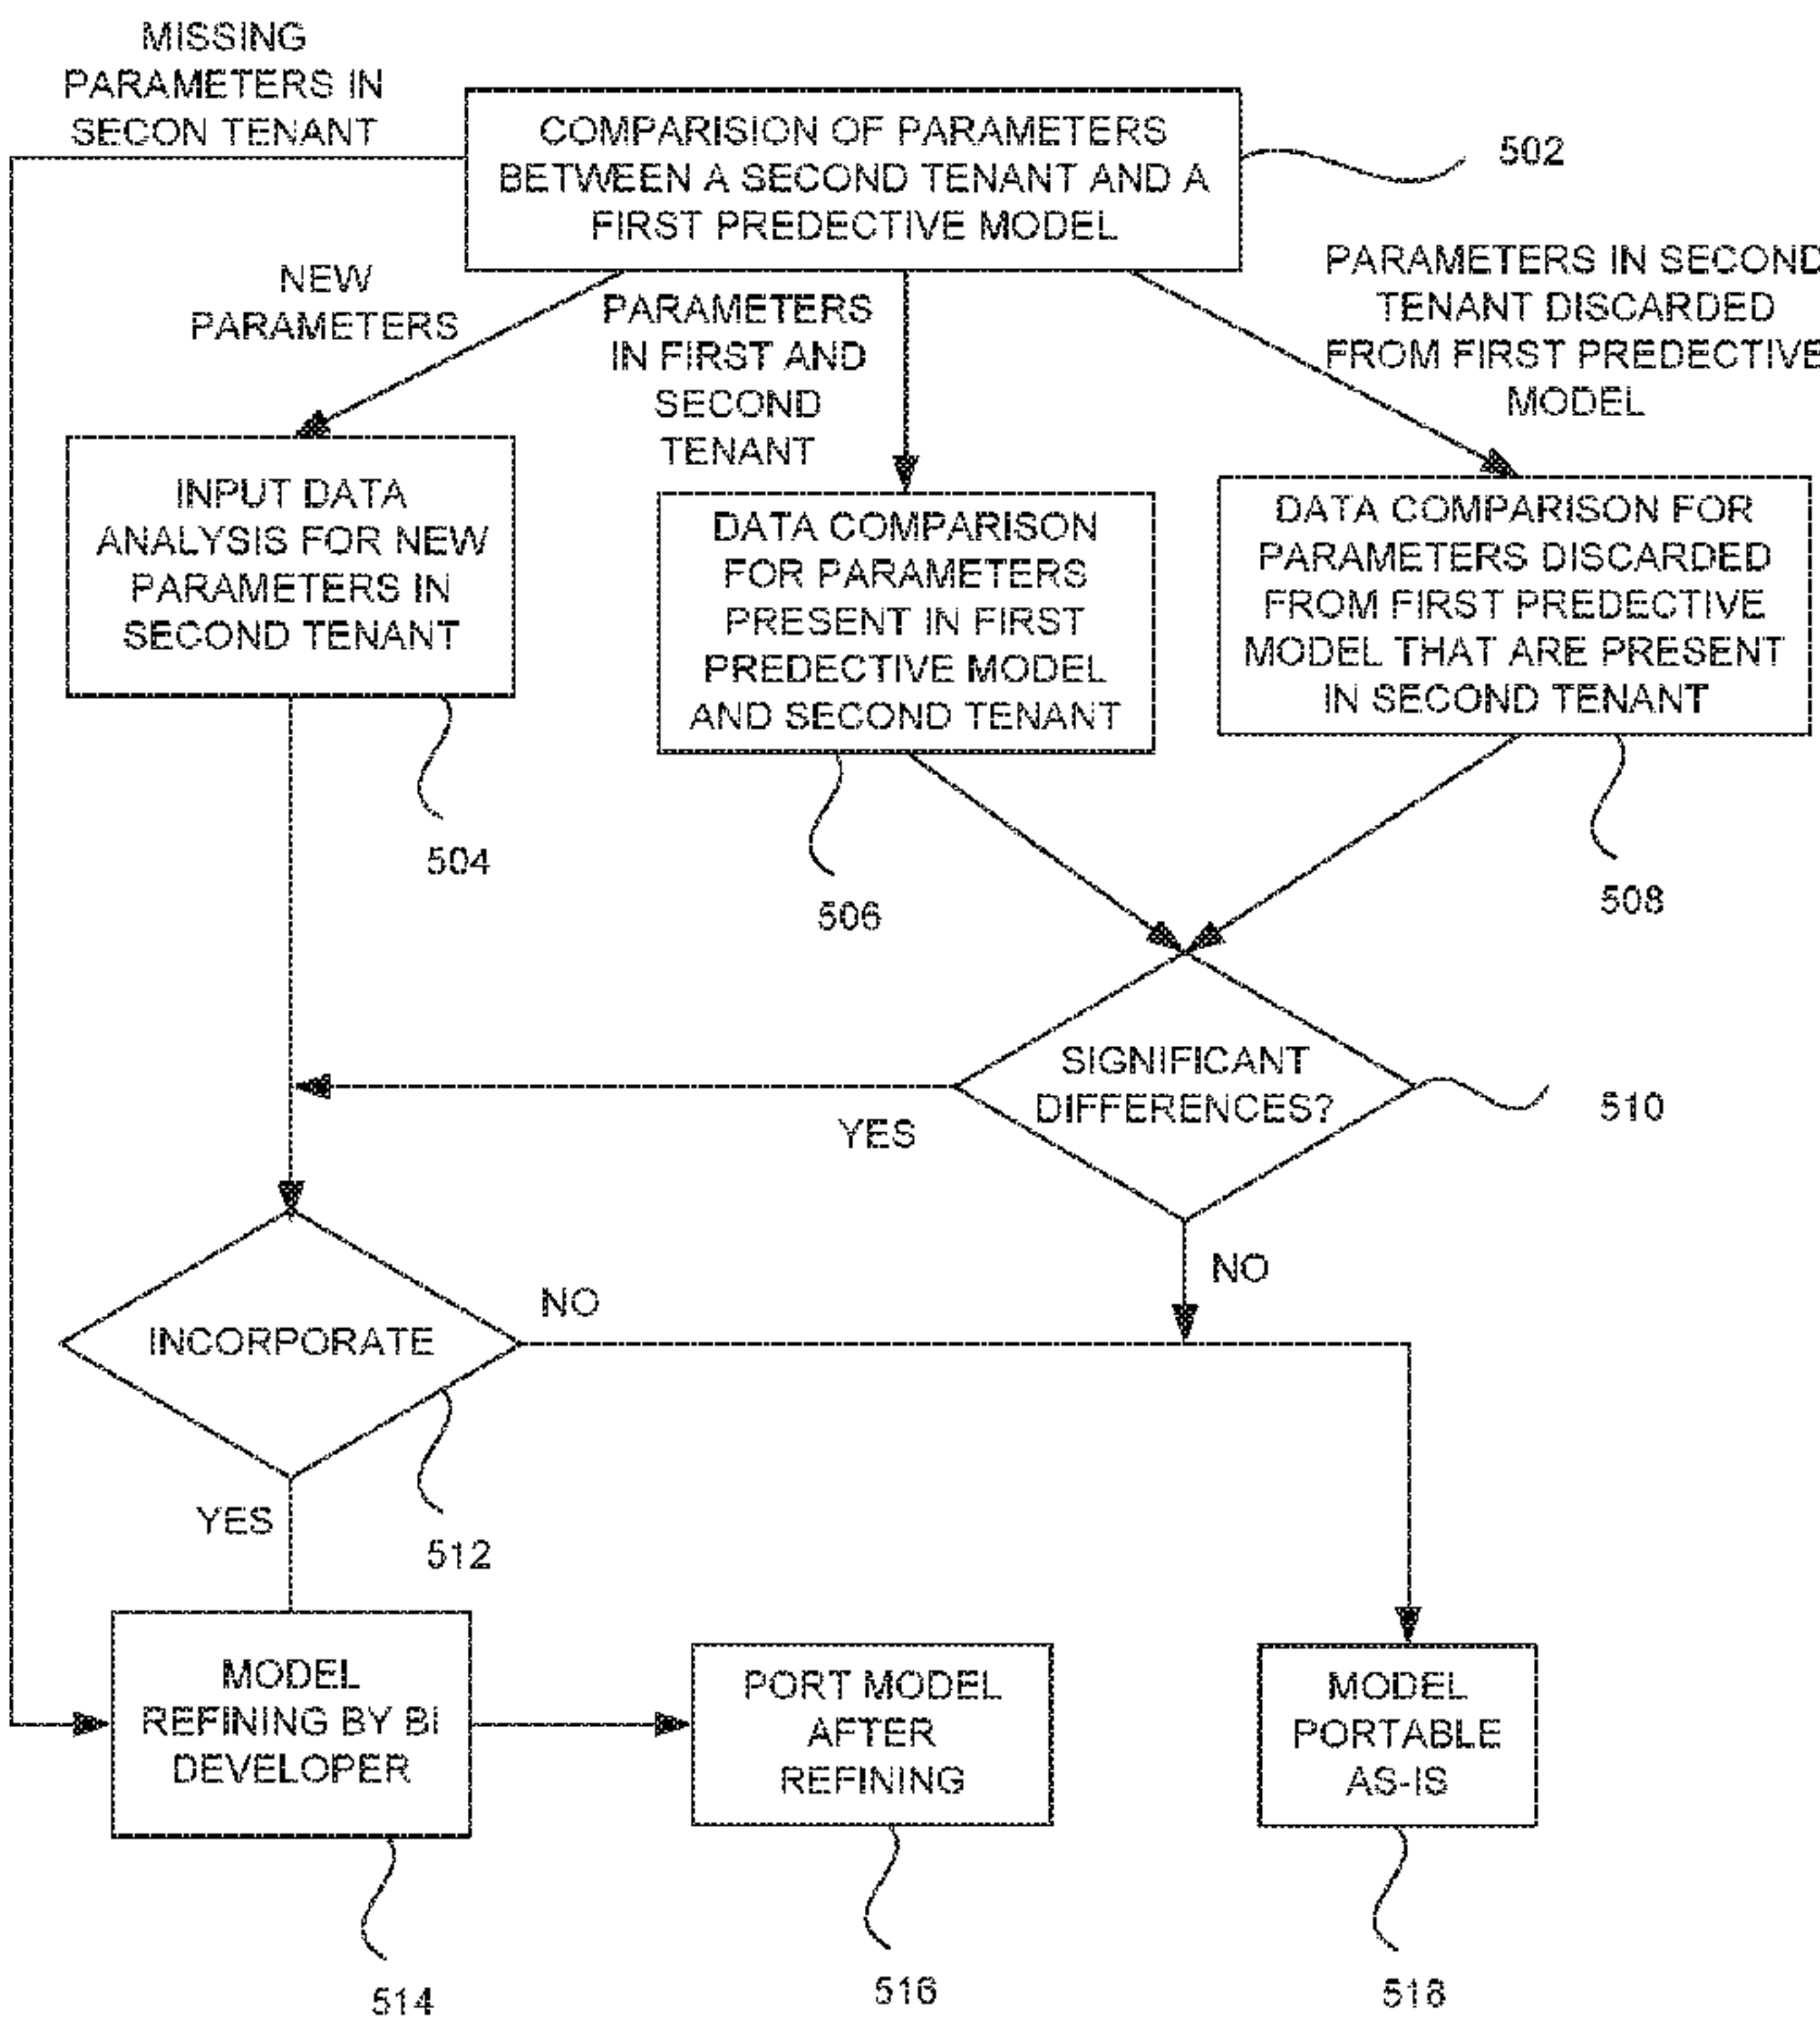 MISSING
PARAMETERS IN
SECON TENANT
COMPARISION OF PARAMETERS
BETWEEN A SECOND TENANT AND A
FIRST PREDECTIVE MODEL
502
NEW
PARAMETERS
PARAMETERS
IN FIRST AND
SECOND
TENANT
PARAMETERS IN SECOND
TENANT DISCARDED
FROM FIRST PREDECTIVE
MODEL
INPUT DATA
ANALYSIS FOR NEW
PARAMETERS IN
SECOND TENANT
504
DATA COMPARISON
FOR PARAMETERS
PRESENT IN FIRST
PREDECTIVE MODEL
AND SECOND TENANT
506
DATA COMPARISON FOR
PARAMETERS DISCARDED
FROM FIRST PREDECTIVE
MODEL THAT ARE PRESENT
IN SECOND TENANT
508
SIGNIFICANT
DIFFERENCES?
510
YES
NO
INCORPORATE
NO
512
YES
MODEL
REFINING BY BI
DEVELOPER
514
PORT MODEL
AFTER
REFINING
516
MODEL
PORTABLE
AS-IS
518